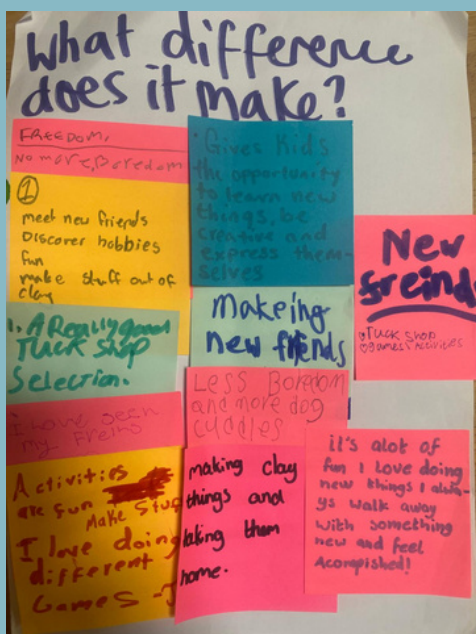 What difference
does it make?
FREEDOM,
No more, Boredom
1
meet new friends
Discover hobbies
fun
make stuff out of
clay
1. A Really good
Tuck Shop
Selection.
i Love seen
my Freins
Activities
are fun
Make Stuf
I love doing
different
Games
• Gives Kids
the opportunity
to learn new
things, be
creative and
express them-
selves
makeing
new friends
Less Boredom
and more dog
cuddles
making clay
things and
taking them
home.
New
freinds
Tuck shop
games & Activities
it's alot of
fun I love doing
new things I alwa-
ys walk away
with something
new and feel
Acomplished!